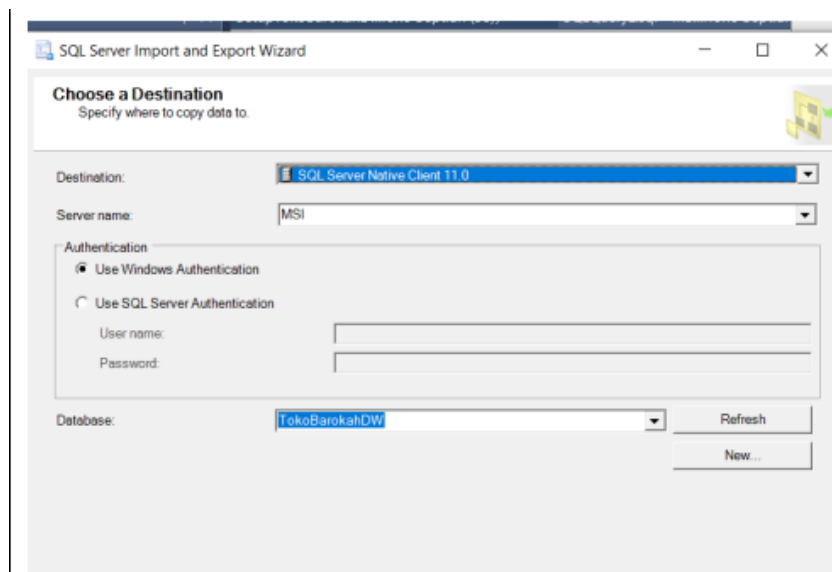 SQL Server Import and Export Wizard
Choose a Destination
Specify where to copy data to.
Destination: SQL Server Native Client 11.0
Server name: MSI
Authentication
Use Windows Authentication
Use SQL Server Authentication
User name:
Password:
Database: TokoBarokahDW Refresh
New...